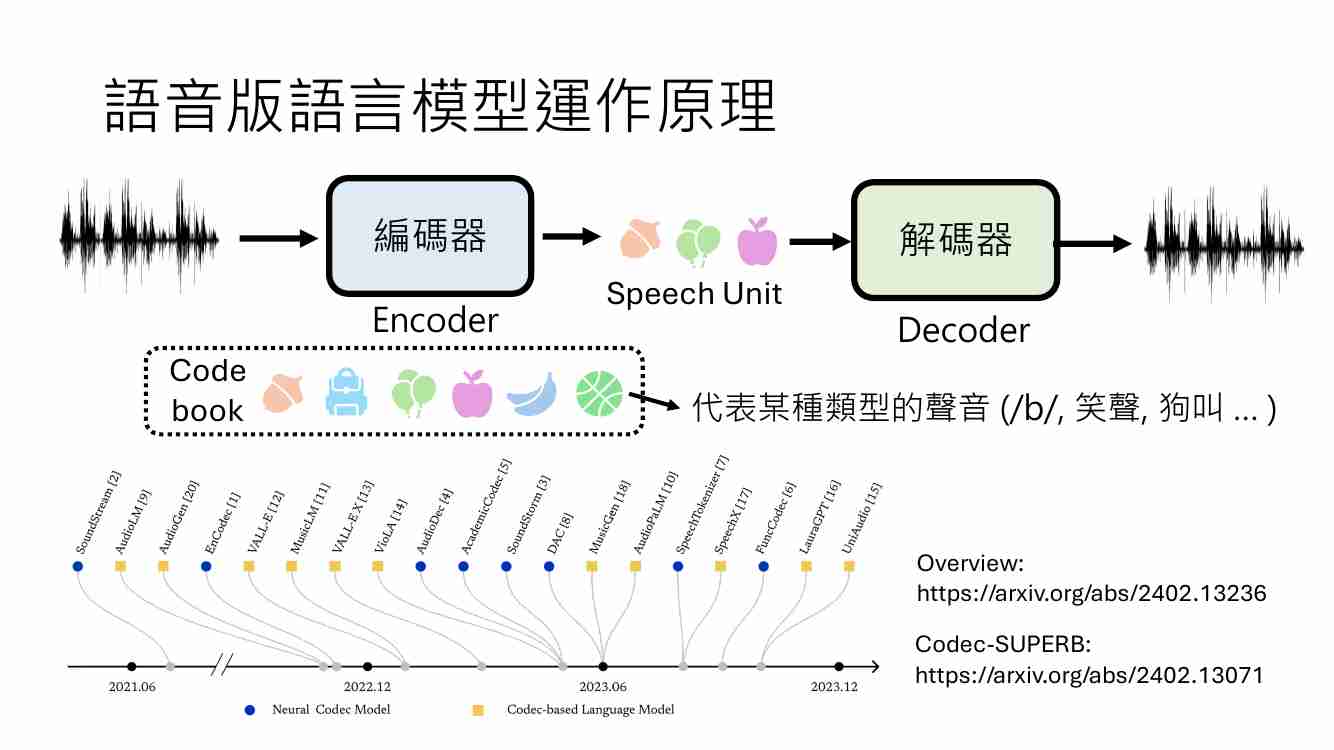 語音版語言模型運作原理
編碼器
解碼器
Speech Unit
Encoder
Decoder
Code
book
代表某種類型的聲音 (/b/, 笑聲, 狗叫 … )
SoundStream [2]
AudioLM [9]
AudioGen [20]
EnCodec [1]
VALL-E [12]
MusicLM [11]
VALL-E X [13]
VioLA [14]
AudioDec [4]
AcademicCodec [5]
SoundStorm [3]
DAC [8]
MusicGen [18]
AudioPaLM [10]
SpeechTokenizer [7]
SpeechX [17]
FuncCodec [6]
LauraGPT [16]
UniAudio [15]
2021.06
2022.12
2023.06
2023.12
Neural Codec Model
Codec-based Language Model
Overview:
https://arxiv.org/abs/2402.13236
Codec-SUPERB:
https://arxiv.org/abs/2402.13071